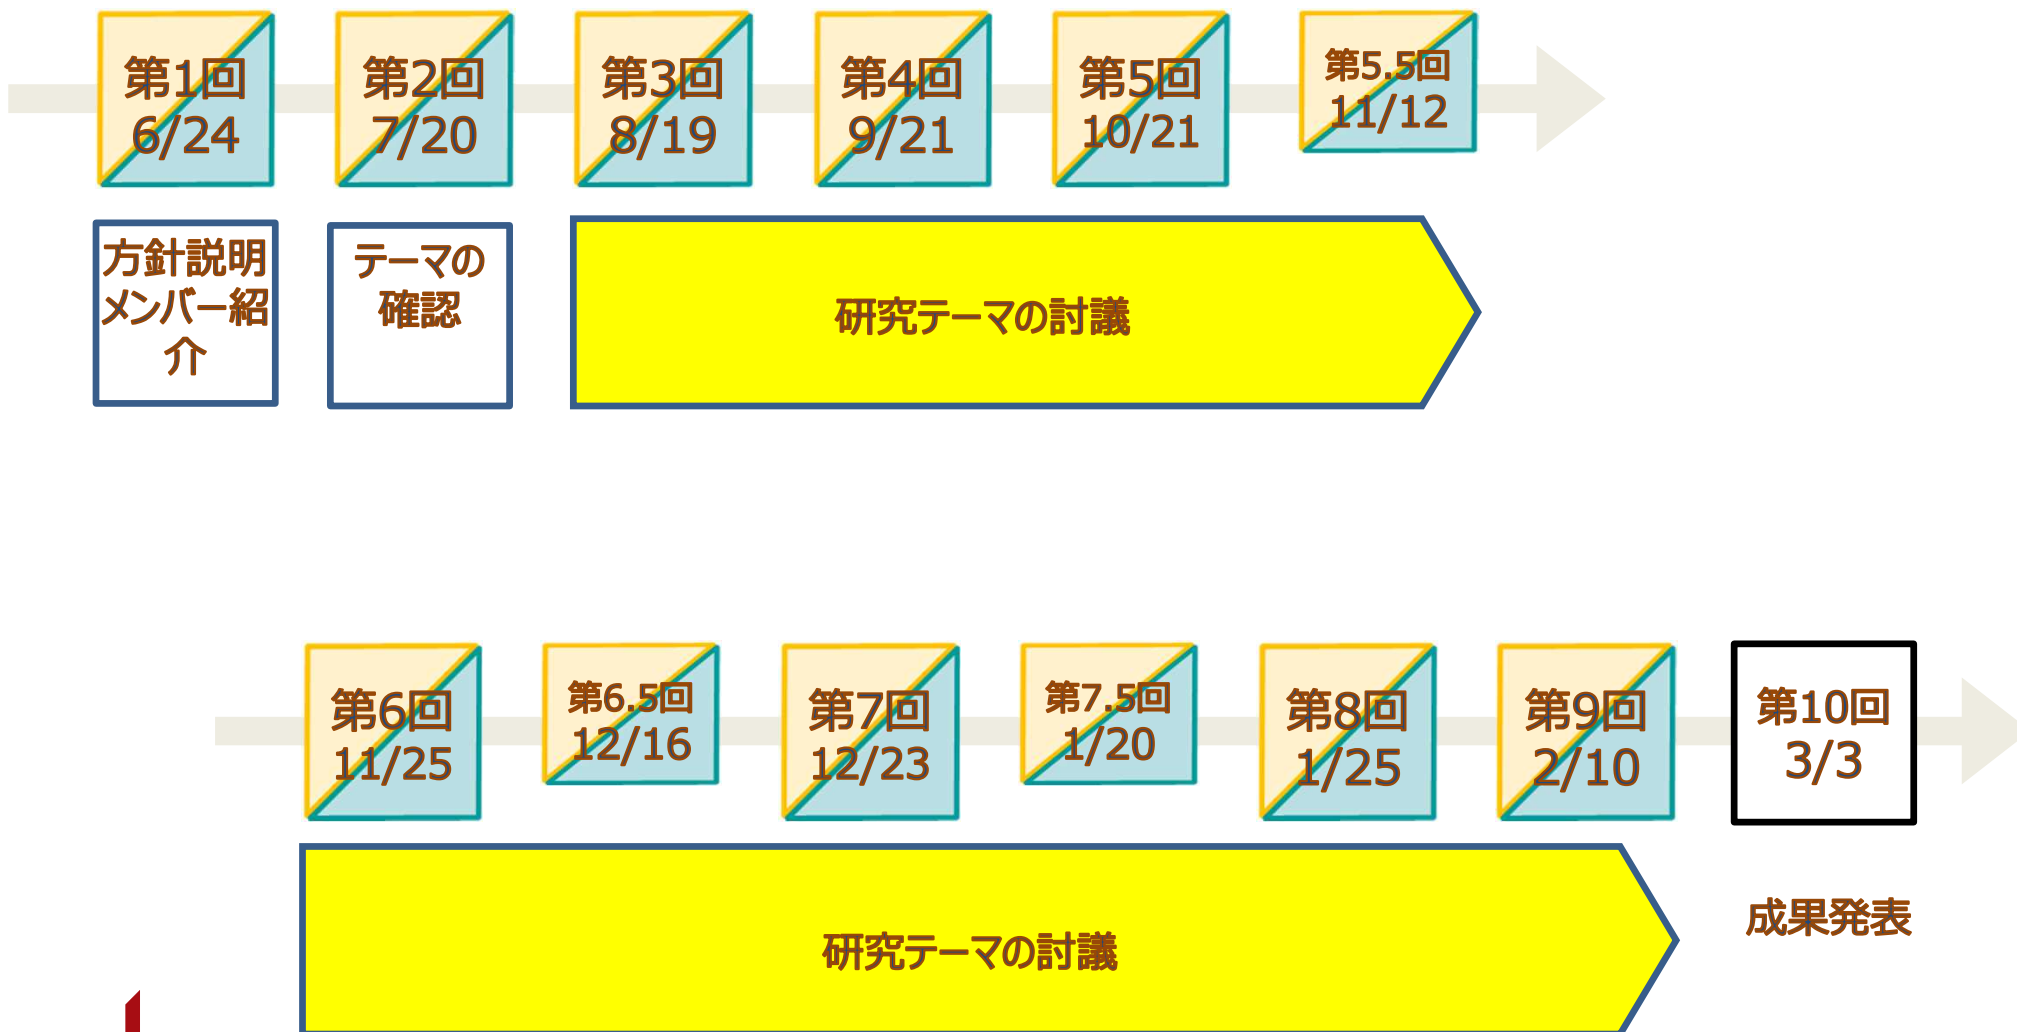 第1回
6/24
第2回
7/20
第3回
8/19
第4回
9/21
第5回
10/21
第5.5回
11/12
方針説明
メンバー紹
介
テーマの
確認
研究テーマの討議
第6回
11/25
第6.5回
12/16
第7回
12/23
第7.5回
1/20
第8回
1/25
第9回
2/10
第10回
3/3
研究テーマの討議
成果発表